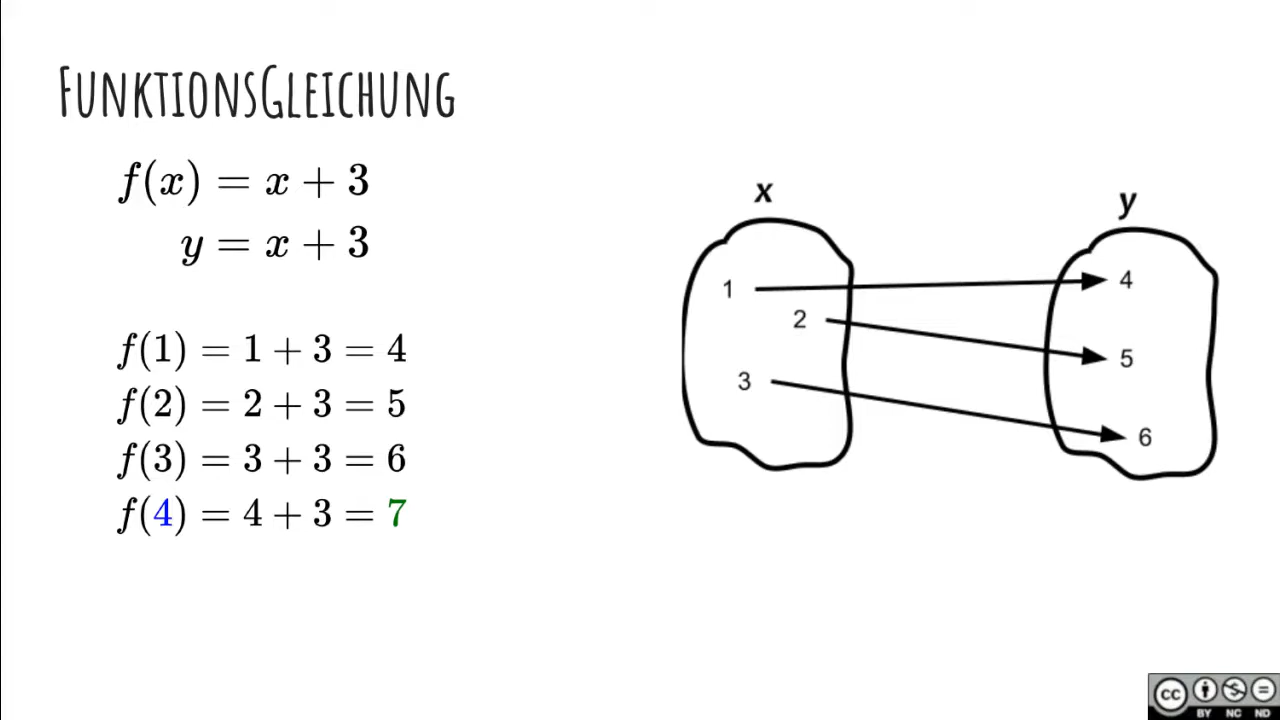 FunktionsGleichung
f(x) = x + 3
y = x + 3
f(1) = 1 + 3 = 4
f(2) = 2 + 3 = 5
f(3) = 3 + 3 = 6
f(4) = 4 + 3 = 7
x
y
1
2
3
4
5
6
cc
BY NC ND